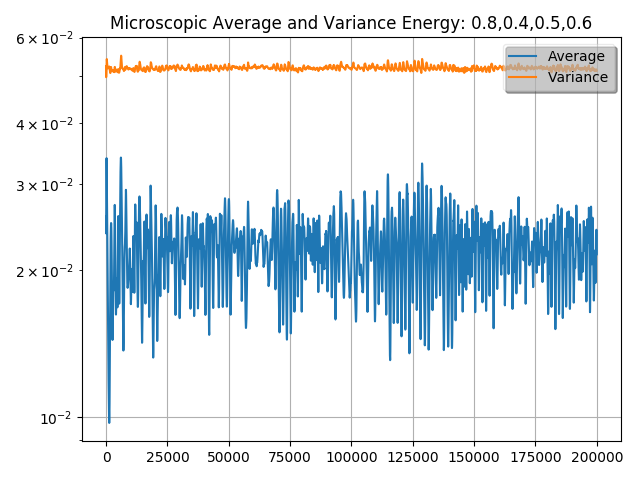 Microscopic Average and Variance Energy: 0.8,0.4,0.5,0.6
6 × 10⁻²
4 × 10⁻²
3 × 10⁻²
2 × 10⁻²
10⁻²
Average
Variance
0 25000 50000 75000 100000 125000 150000 175000 200000